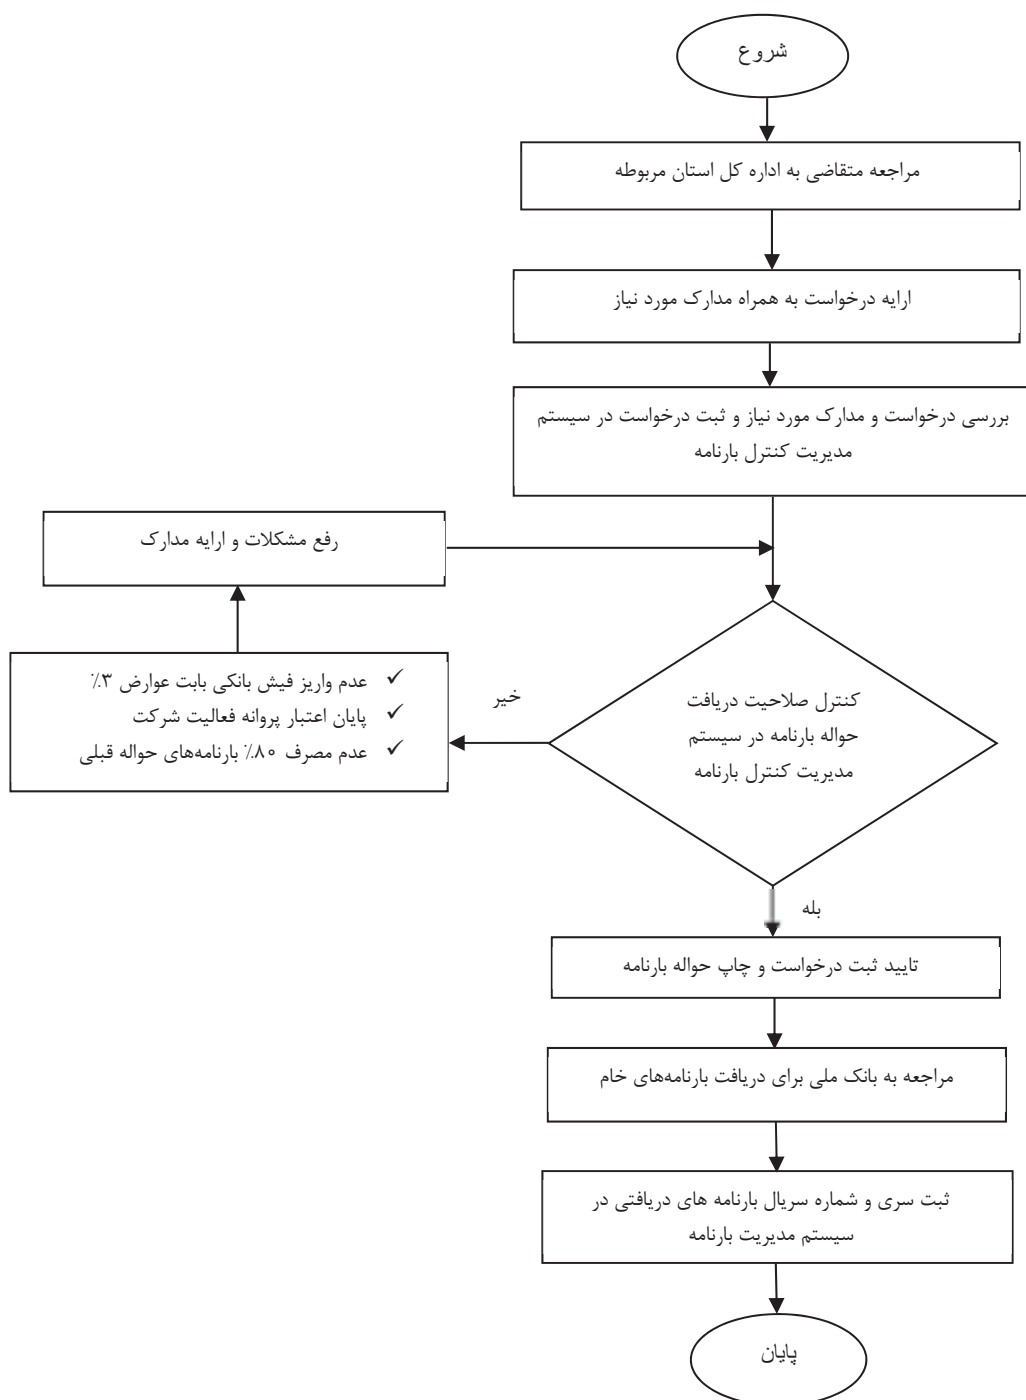 شروع
مراجعه متقاضی به اداره کل استان مربوطه
ارایه درخواست به همراه مدارک مورد نیاز
بررسی درخواست و مدارک مورد نیاز و ثبت درخواست در سیستم
مدیریت کنترل بارنامه
رفع مشکلات و ارایه مدارک
✓ عدم واریز فیش بانکی بابت عوارض ۳٪
✓ پایان اعتبار پروانه فعالیت شرکت
✓ عدم مصرف ۸۰٪ بارنامه‌های حواله قبلی
خیر
کنترل صلاحیت دریافت
حواله بارنامه در سیستم
مدیریت کنترل بارنامه
بله
تایید ثبت درخواست و چاپ حواله بارنامه
مراجعه به بانک ملی برای دریافت بارنامه‌های خام
ثبت سری و شماره سریال بارنامه های دریافتی در
سیستم مدیریت بارنامه
پایان